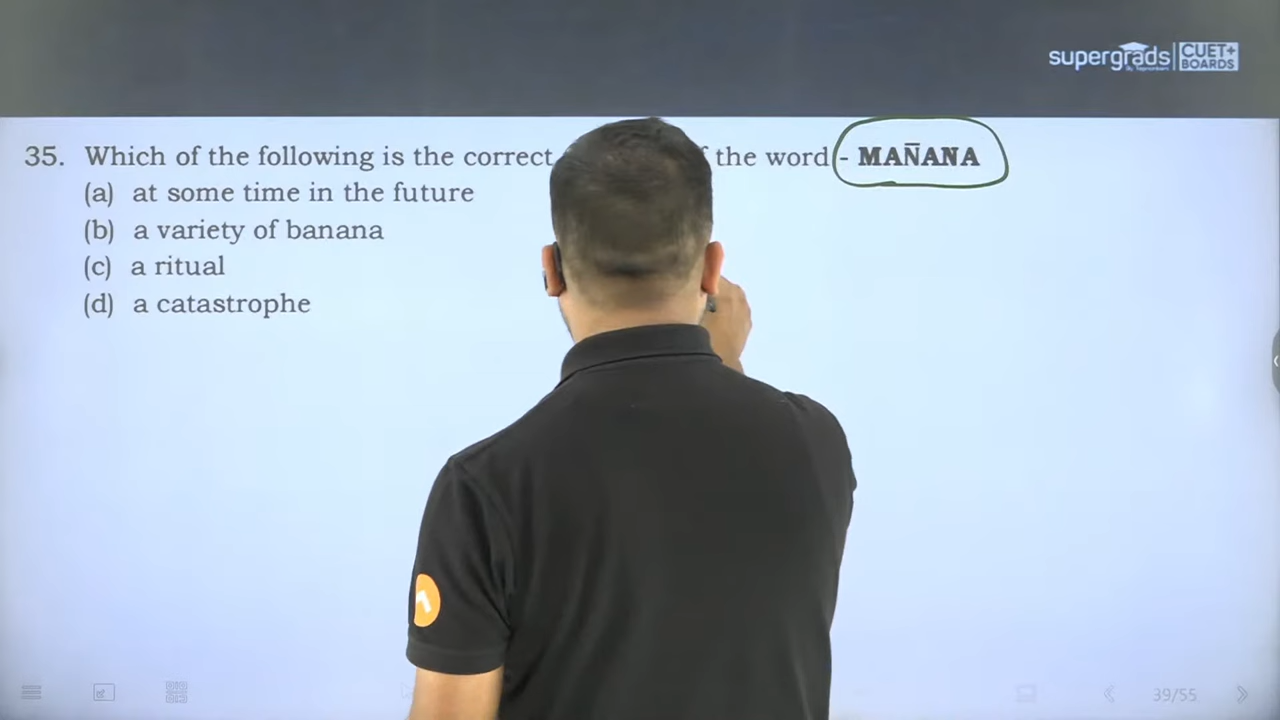 supergrads CUET+
BOARDS
35. Which of the following is the correct f the word - MAÑANA
(a) at some time in the future
(b) a variety of banana
(c) a ritual
(d) a catastrophe
39/55